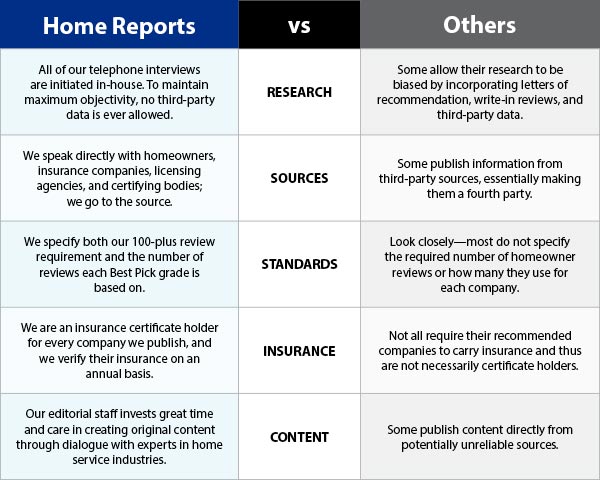 Home Reports
vs
Others
All of our telephone interviews
are initiated in-house. To maintain
maximum objectivity, no third-party
data is ever allowed.
RESEARCH
Some allow their research to be
biased by incorporating letters of
recommendation, write-in reviews, and
third-party data.
We speak directly with homeowners,
insurance companies, licensing
agencies, and certifying bodies;
we go to the source.
SOURCES
Some publish information from
third-party sources, essentially making
them a fourth party.
We specify both our 100-plus review
requirement and the number of
reviews each Best Pick grade is
based on.
STANDARDS
Look closely—most do not specify
the required number of homeowner
reviews or how many they use for
each company.
We are an insurance certificate holder
for every company we publish, and
we verify their insurance on an
annual basis.
INSURANCE
Not all require their recommended
companies to carry insurance and thus
are not necessarily certificate holders.
Our editorial staff invests great time
and care in creating original content
through dialogue with experts in home
service industries.
CONTENT
Some publish content directly from
potentially unreliable sources.